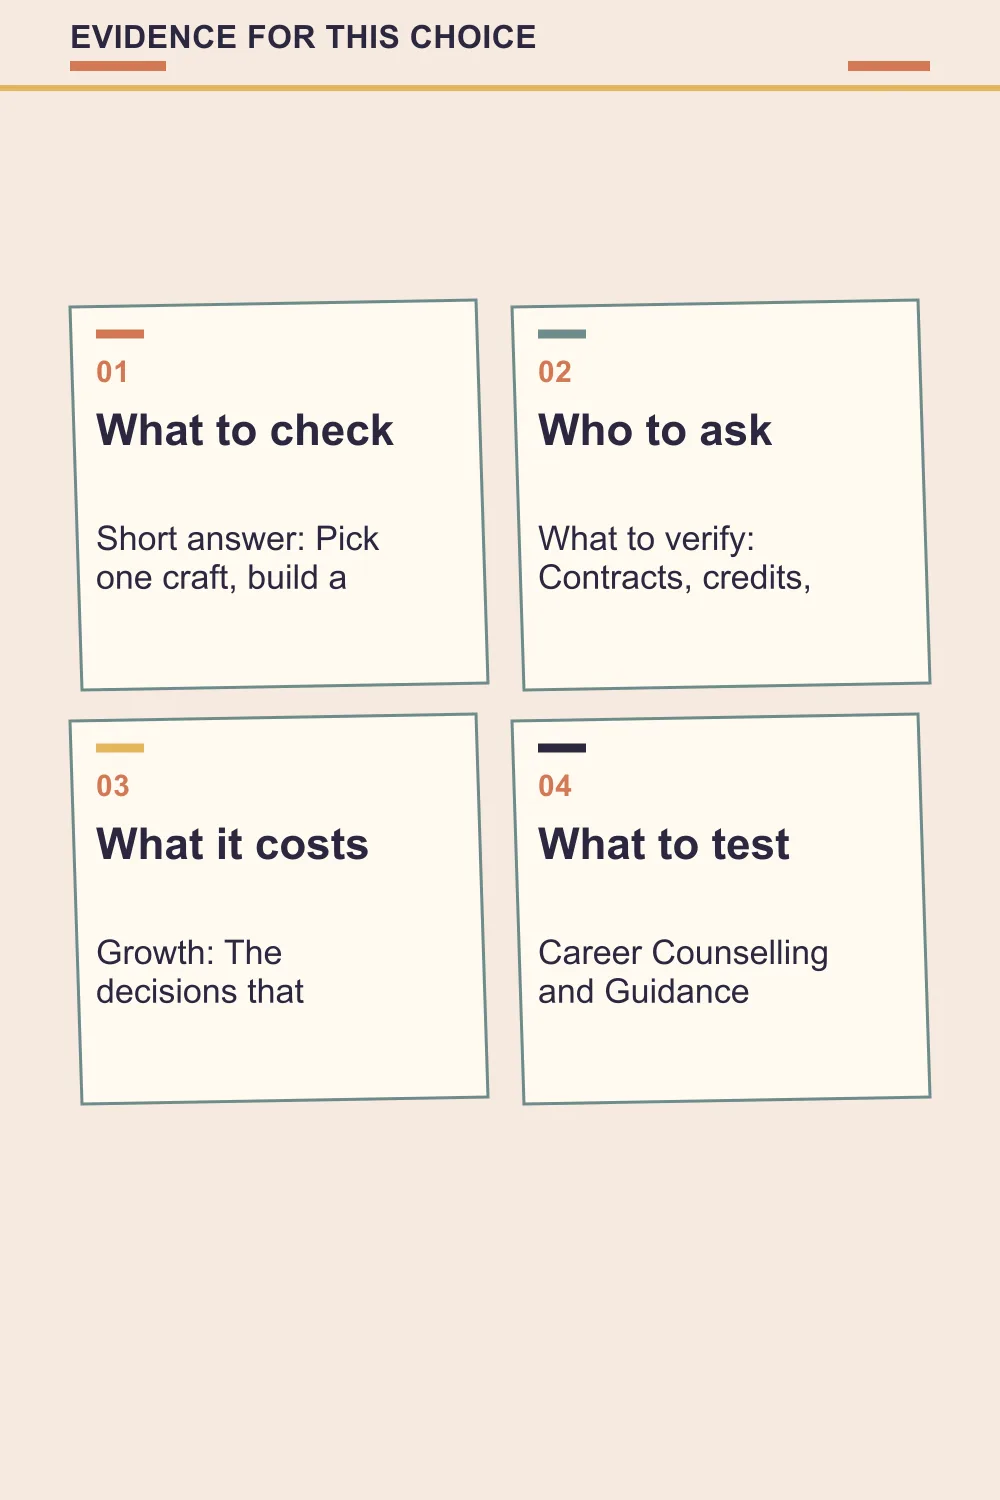 EVIDENCE FOR THIS CHOICE
01
What to check
Short answer: Pick
one craft, build a
02
Who to ask
What to verify:
Contracts, credits,
03
What it costs
Growth: The
decisions that
04
What to test
Career Counselling
and Guidance